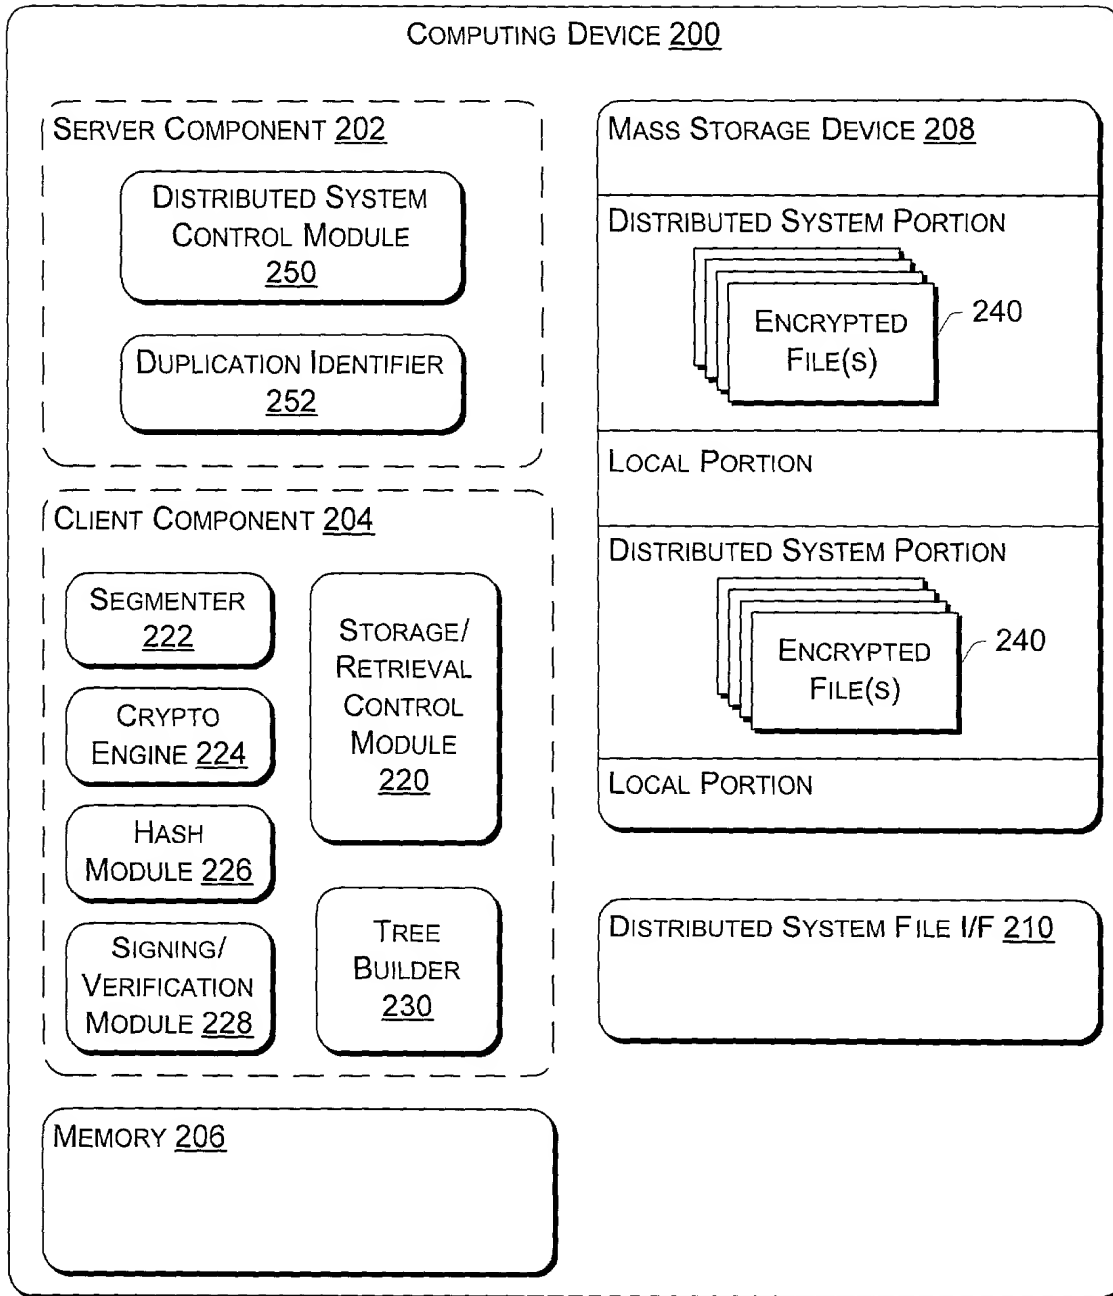 COMPUTING DEVICE 200
SERVER COMPONENT 202
DISTRIBUTED SYSTEM
CONTROL MODULE
250
DUPLICATION IDENTIFIER
252
CLIENT COMPONENT 204
SEGMENTER
222
CRYPTO
ENGINE 224
HASH
MODULE 226
SIGNING/
VERIFICATION
MODULE 228
STORAGE/
RETRIEVAL
CONTROL
MODULE
220
TREE
BUILDER
230
MEMORY 206
MASS STORAGE DEVICE 208
DISTRIBUTED SYSTEM PORTION
ENCRYPTED
FILE(S)
240
LOCAL PORTION
DISTRIBUTED SYSTEM PORTION
ENCRYPTED
FILE(S)
240
LOCAL PORTION
DISTRIBUTED SYSTEM FILE I/F 210